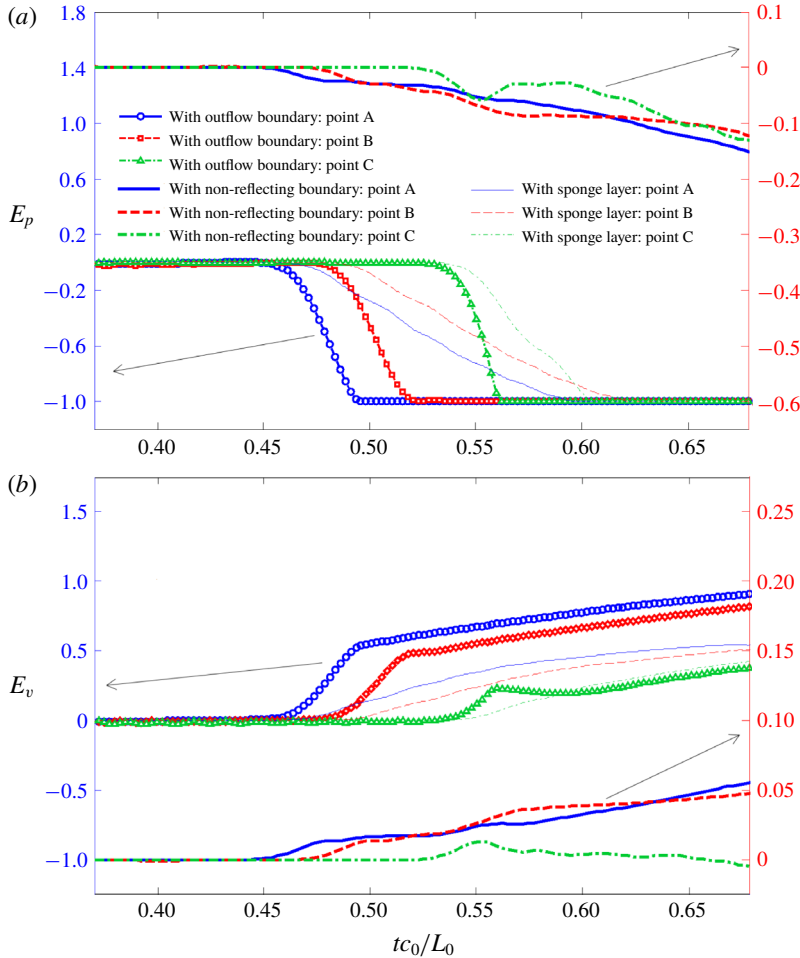 (a)
1.8
1.4
1.0
0.6
0.2
−0.2
−0.6
−1.0
E_p
With outflow boundary: point A
With outflow boundary: point B
With outflow boundary: point C
With non-reflecting boundary: point A
With non-reflecting boundary: point B
With non-reflecting boundary: point C
With sponge layer: point A
With sponge layer: point B
With sponge layer: point C
0.1
0
−0.1
−0.2
−0.3
−0.4
−0.5
−0.6
0.40 0.45 0.50 0.55 0.60 0.65
(b)
1.5
1.0
0.5
0
−0.5
−1.0
E_v
0.25
0.20
0.15
0.10
0.05
0
0.40 0.45 0.50 0.55 0.60 0.65
tc_0/L_0